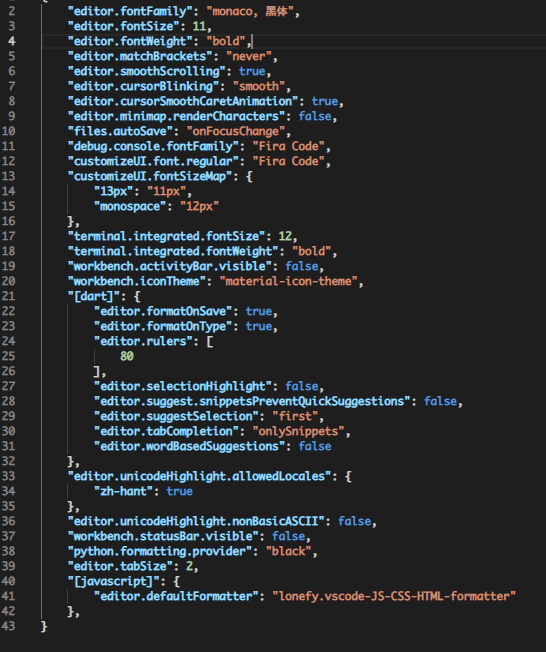 2 "editor.fontFamily": "monaco, 黑体",
3 "editor.fontSize": 11,
4 "editor.fontWeight": "bold",
5 "editor.matchBrackets": "never",
6 "editor.smoothScrolling": true,
7 "editor.cursorBlinking": "smooth",
8 "editor.cursorSmoothCaretAnimation": true,
9 "editor.minimap.renderCharacters": false,
10 "files.autoSave": "onFocusChange",
11 "debug.console.fontFamily": "Fira Code",
12 "customizeUI.font.regular": "Fira Code",
13 "customizeUI.fontSizeMap": {
14 "13px": "11px",
15 "monospace": "12px"
16 },
17 "terminal.integrated.fontSize": 12,
18 "terminal.integrated.fontWeight": "bold",
19 "workbench.activityBar.visible": false,
20 "workbench.iconTheme": "material-icon-theme",
21 "[dart]": {
22 "editor.formatOnSave": true,
23 "editor.formatOnType": true,
24 "editor.rulers": [
25 80
26 ],
27 "editor.selectionHighlight": false,
28 "editor.suggest.snippetsPreventQuickSuggestions": false,
29 "editor.suggestSelection": "first",
30 "editor.tabCompletion": "onlySnippets",
31 "editor.wordBasedSuggestions": false
32 },
33 "editor.unicodeHighlight.allowedLocales": {
34 "zh-hant": true
35 },
36 "editor.unicodeHighlight.nonBasicASCII": false,
37 "workbench.statusBar.visible": false,
38 "python.formatting.provider": "black",
39 "editor.tabSize": 2,
40 "[javascript]": {
41 "editor.defaultFormatter": "lonefy.vscode-JS-CSS-HTML-formatter"
42 },
43 }